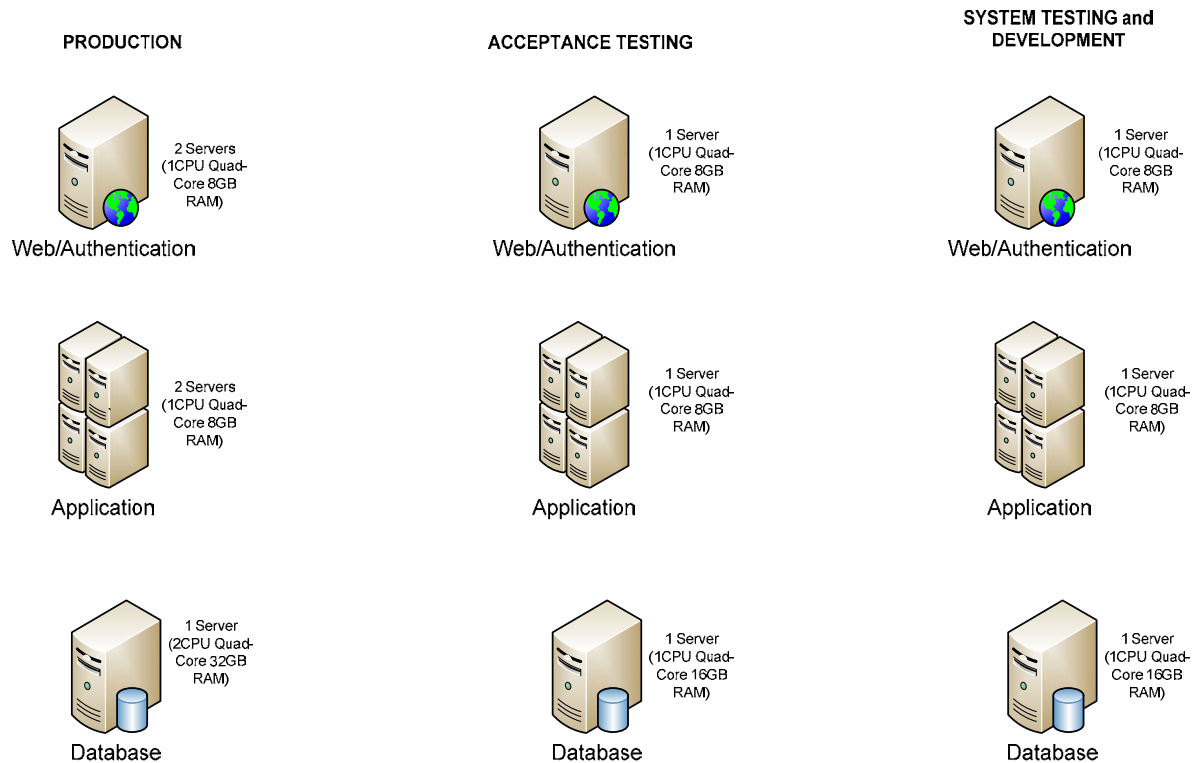 PRODUCTION
ACCEPTANCE TESTING
SYSTEM TESTING and
DEVELOPMENT
2 Servers
(1CPU Quad-
Core 8GB
RAM)
Web/Authentication
1 Server
(1CPU Quad-
Core 8GB
RAM)
Web/Authentication
1 Server
(1CPU Quad-
Core 8GB
RAM)
Web/Authentication
2 Servers
(1CPU Quad-
Core 8GB
RAM)
Application
1 Server
(1CPU Quad-
Core 8GB
RAM)
Application
1 Server
(1CPU Quad-
Core 8GB
RAM)
Application
1 Server
(2CPU Quad-
Core 32GB
RAM)
Database
1 Server
(1CPU Quad-
Core 16GB
RAM)
Database
1 Server
(1CPU Quad-
Core 16GB
RAM)
Database